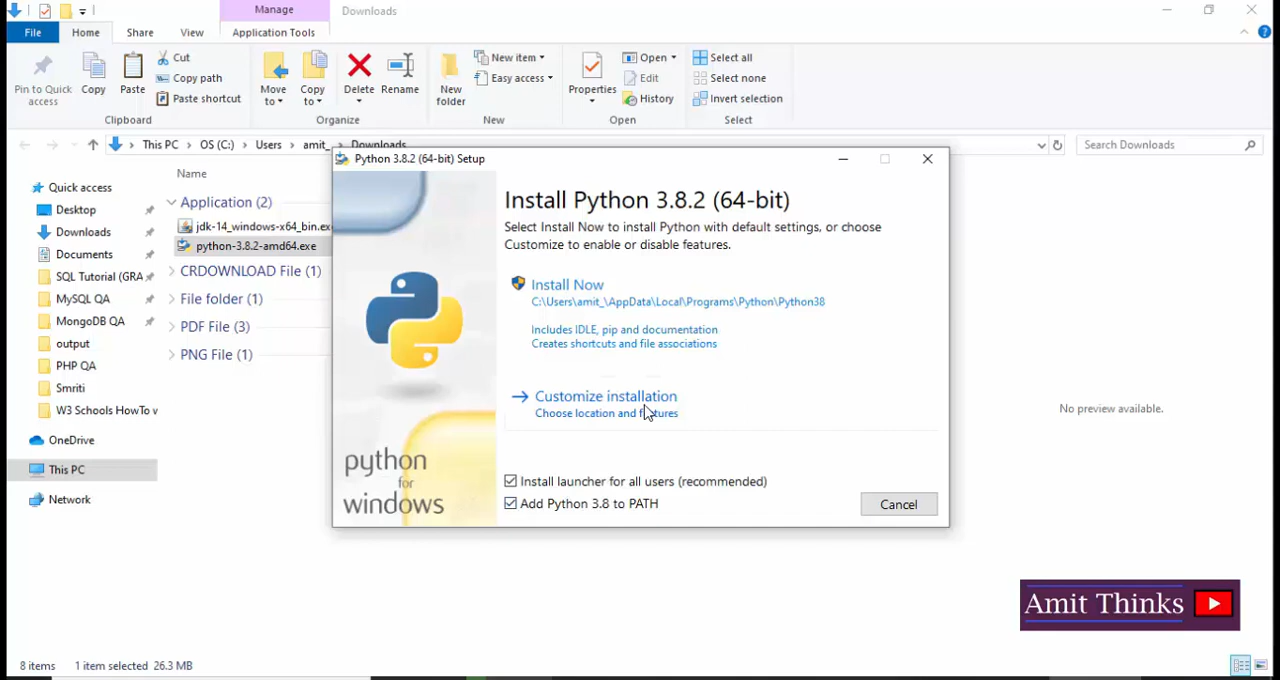 Manage
Downloads
File
Home
Share
View
Application Tools
Pin to Quick access
Copy
Paste
Cut
Copy path
Paste shortcut
Clipboard
Move to
Copy to
Delete
Rename
Organize
New folder
New item
Easy access
New
Properties
Open
Edit
History
Open
Select all
Select none
Invert selection
Select
This PC > OS (C:) > Users > amit_ > Downloads
Search Downloads
Quick access
Desktop
Downloads
Documents
SQL Tutorial (GRA
MySQL QA
MongoDB QA
output
PHP QA
Smriti
W3 Schools HowTo v
OneDrive
This PC
Network
Name
Application (2)
jdk-14_windows-x64_bin.ex
python-3.8.2-amd64.exe
CRDOWNLOAD File (1)
File folder (1)
PDF File (3)
PNG File (1)
Python 3.8.2 (64-bit) Setup
Install Python 3.8.2 (64-bit)
Select Install Now to install Python with default settings, or choose
Customize to enable or disable features.
Install Now
C:\Users\amit_\AppData\Local\Programs\Python\Python38
Includes IDLE, pip and documentation
Creates shortcuts and file associations
Customize installation
Choose location and features
python
for
windows
Install launcher for all users (recommended)
Add Python 3.8 to PATH
Cancel
No preview available.
Amit Thinks
8 items
1 item selected 26.3 MB